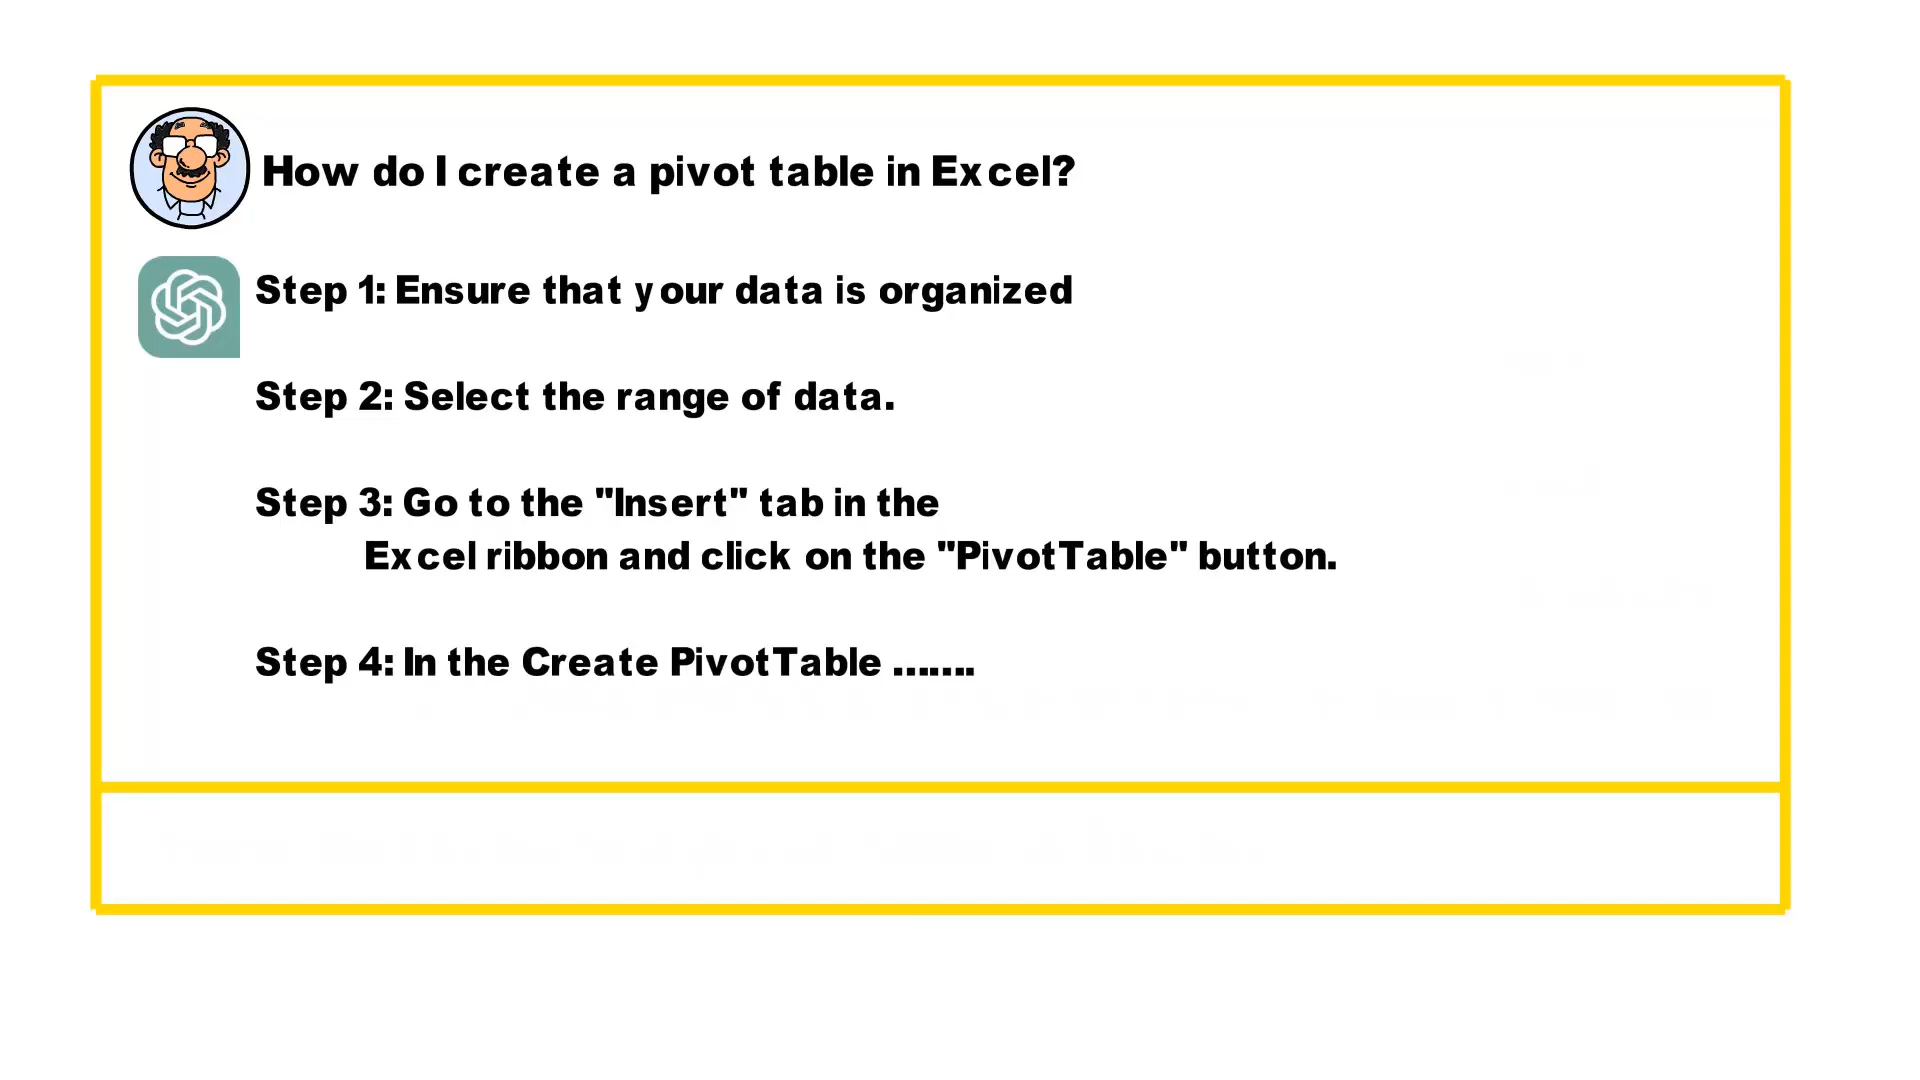 How do I create a pivot table in Excel?
Step 1: Ensure that your data is organized
Step 2: Select the range of data.
Step 3: Go to the "Insert" tab in the
Excel ribbon and click on the "PivotTable" button.
Step 4: In the Create PivotTable .......